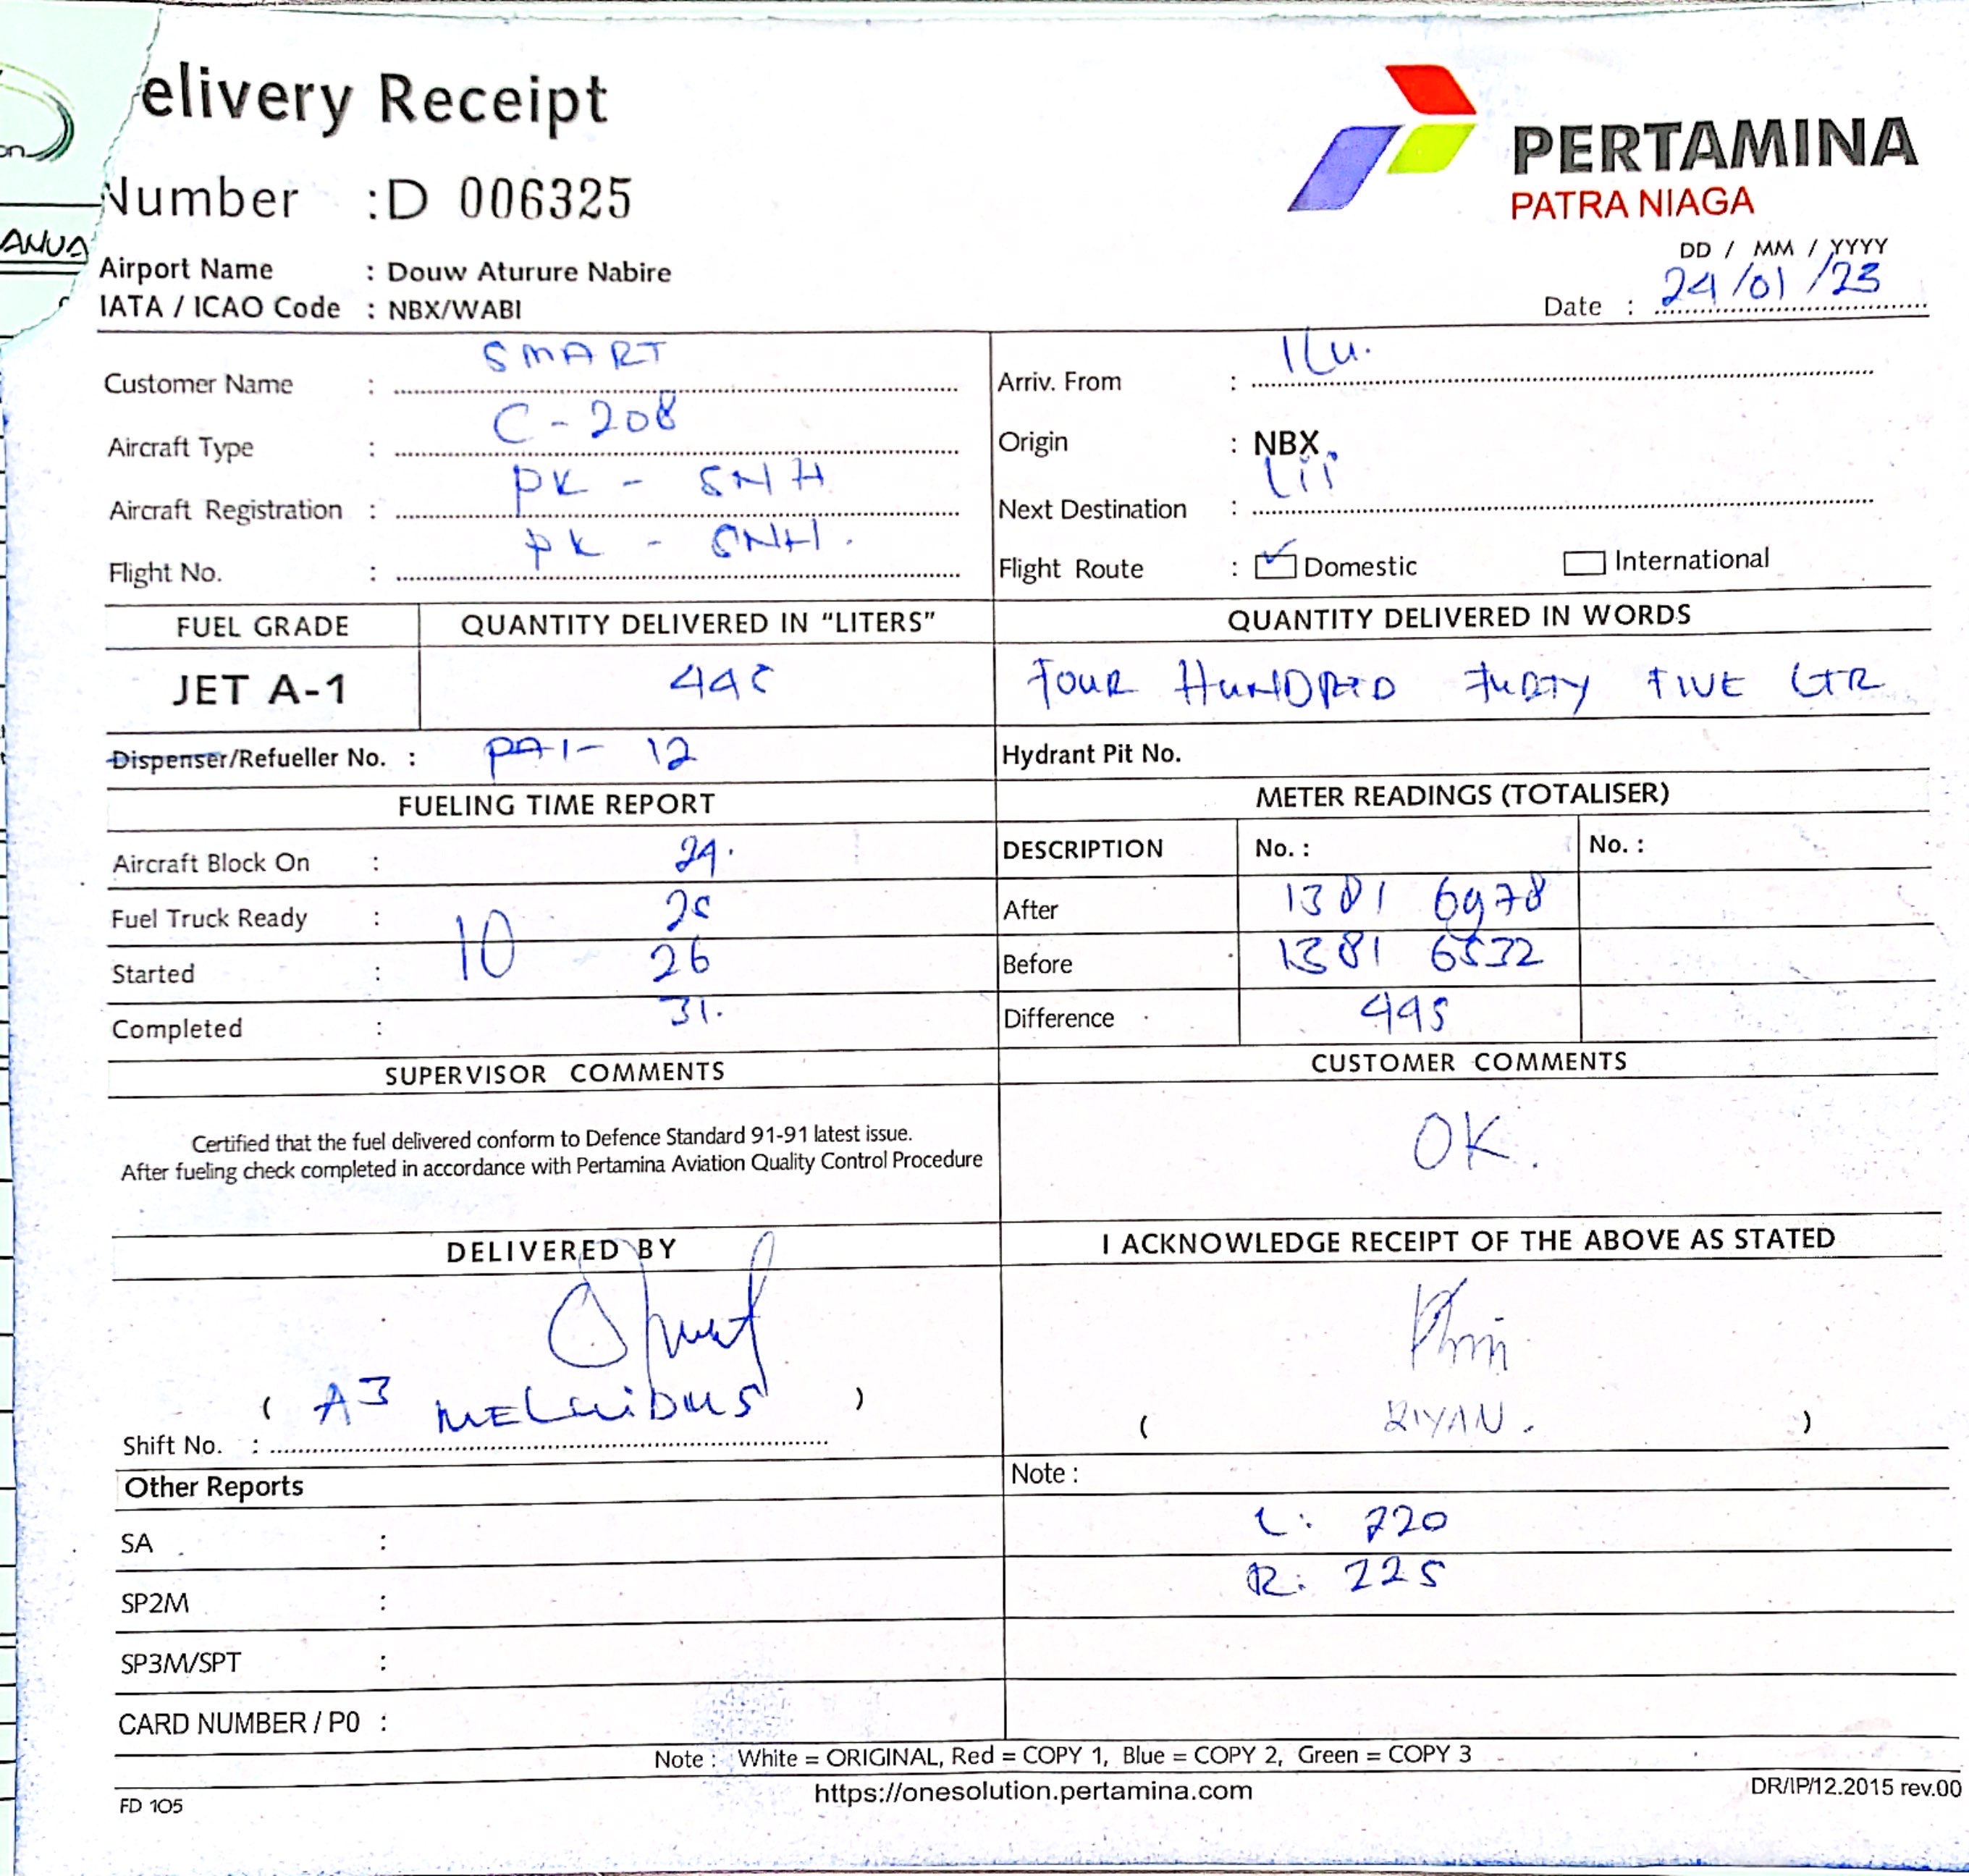 on
ANUA
elivery Receipt
Number : D 006325
PERTAMINA
PATRA NIAGA
Airport Name : Douw Aturure Nabire
IATA / ICAO Code : NBX/WABI
DD / MM / YYYY
Date : 24/01/23
Customer Name : SMART
Arriv. From : ILU.
Aircraft Type : C-208
Origin : NBX
Aircraft Registration : PK - SNH
Next Destination :
Flight No. : PK - SNH.
Flight Route : Domestic International
FUEL GRADE QUANTITY DELIVERED IN "LITERS" QUANTITY DELIVERED IN WORDS
JET A-1 445 FOUR HUNDRED FIVE LTR
Dispenser/Refueller No. : PAI- 12 Hydrant Pit No.
FUELING TIME REPORT METER READINGS (TOTALISER)
Aircraft Block On : 24. DESCRIPTION No. : No. :
Fuel Truck Ready : 25 After 1381 6978
Started : 10 26 Before 1381 6532
Completed : 31. Difference 445
SUPERVISOR COMMENTS CUSTOMER COMMENTS
Certified that the fuel delivered conform to Defence Standard 91-91 latest issue.
After fueling check completed in accordance with Pertamina Aviation Quality Control Procedure
OK.
DELIVERED BY I ACKNOWLEDGE RECEIPT OF THE ABOVE AS STATED
( A3 )
( RIYAN. )
Shift No. :
Other Reports Note :
SA : L: 220
SP2M : R: 225
SP3M/SPT :
CARD NUMBER / P0 :
Note : White = ORIGINAL, Red = COPY 1, Blue = COPY 2, Green = COPY 3
https://onesolution.pertamina.com
FD 105
DR/IP/12.2015 rev.00